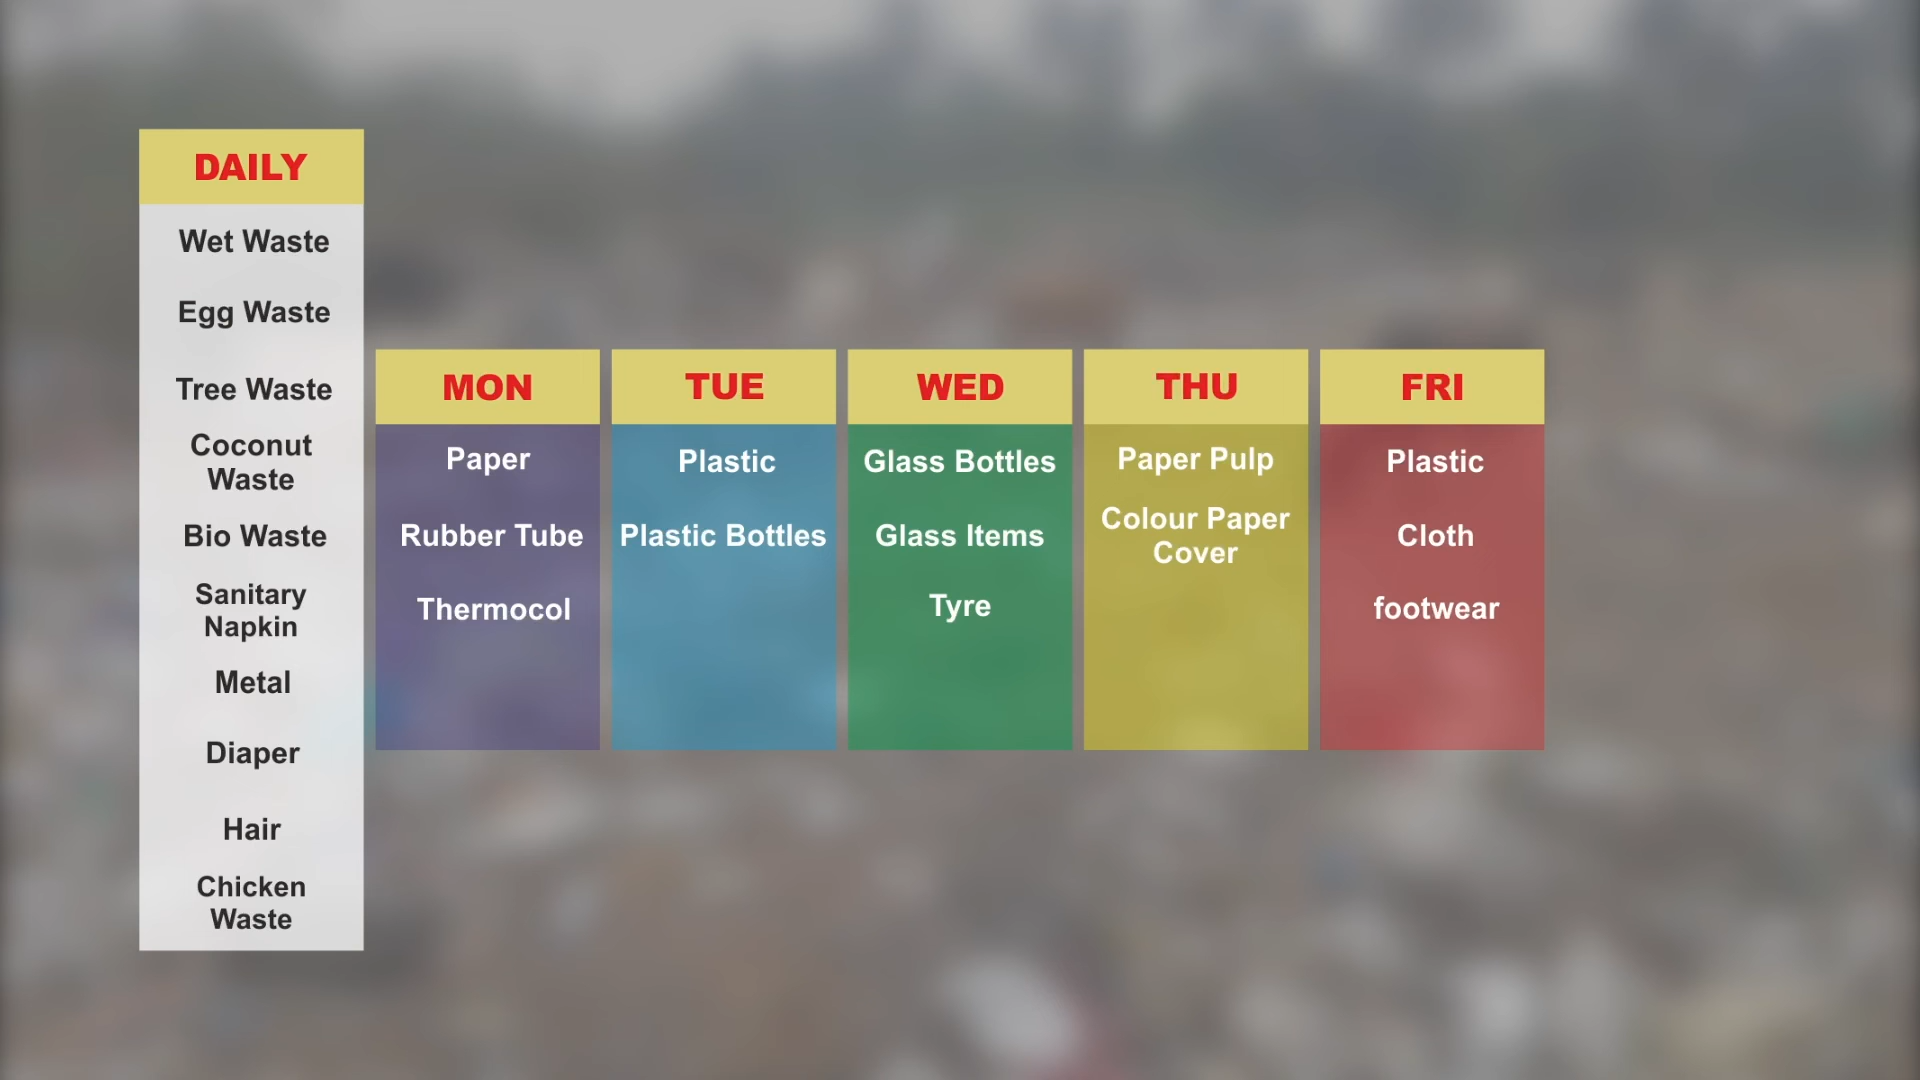 DAILY
Wet Waste
Egg Waste
Tree Waste
Coconut
Waste
Bio Waste
Sanitary
Napkin
Metal
Diaper
Hair
Chicken
Waste
MON
Paper
Rubber Tube
Thermocol
TUE
Plastic
Plastic Bottles
WED
Glass Bottles
Glass Items
Tyre
THU
Paper Pulp
Colour Paper
Cover
FRI
Plastic
Cloth
footwear